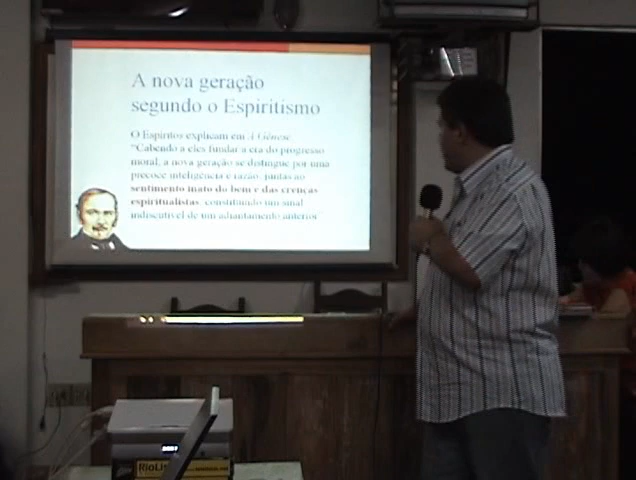 A nova geração
segundo o Espiritismo
O Espíritos explicam em A Gênese
"Cabendo a eles fundar a era do progresso
moral, a nova geração se distingue por uma
precoce inteligência e razão, juntas ao
sentimento inato do bem e das crenças
espiritualistas, constituindo um sinal
indiscutível de um adiantamento anterior